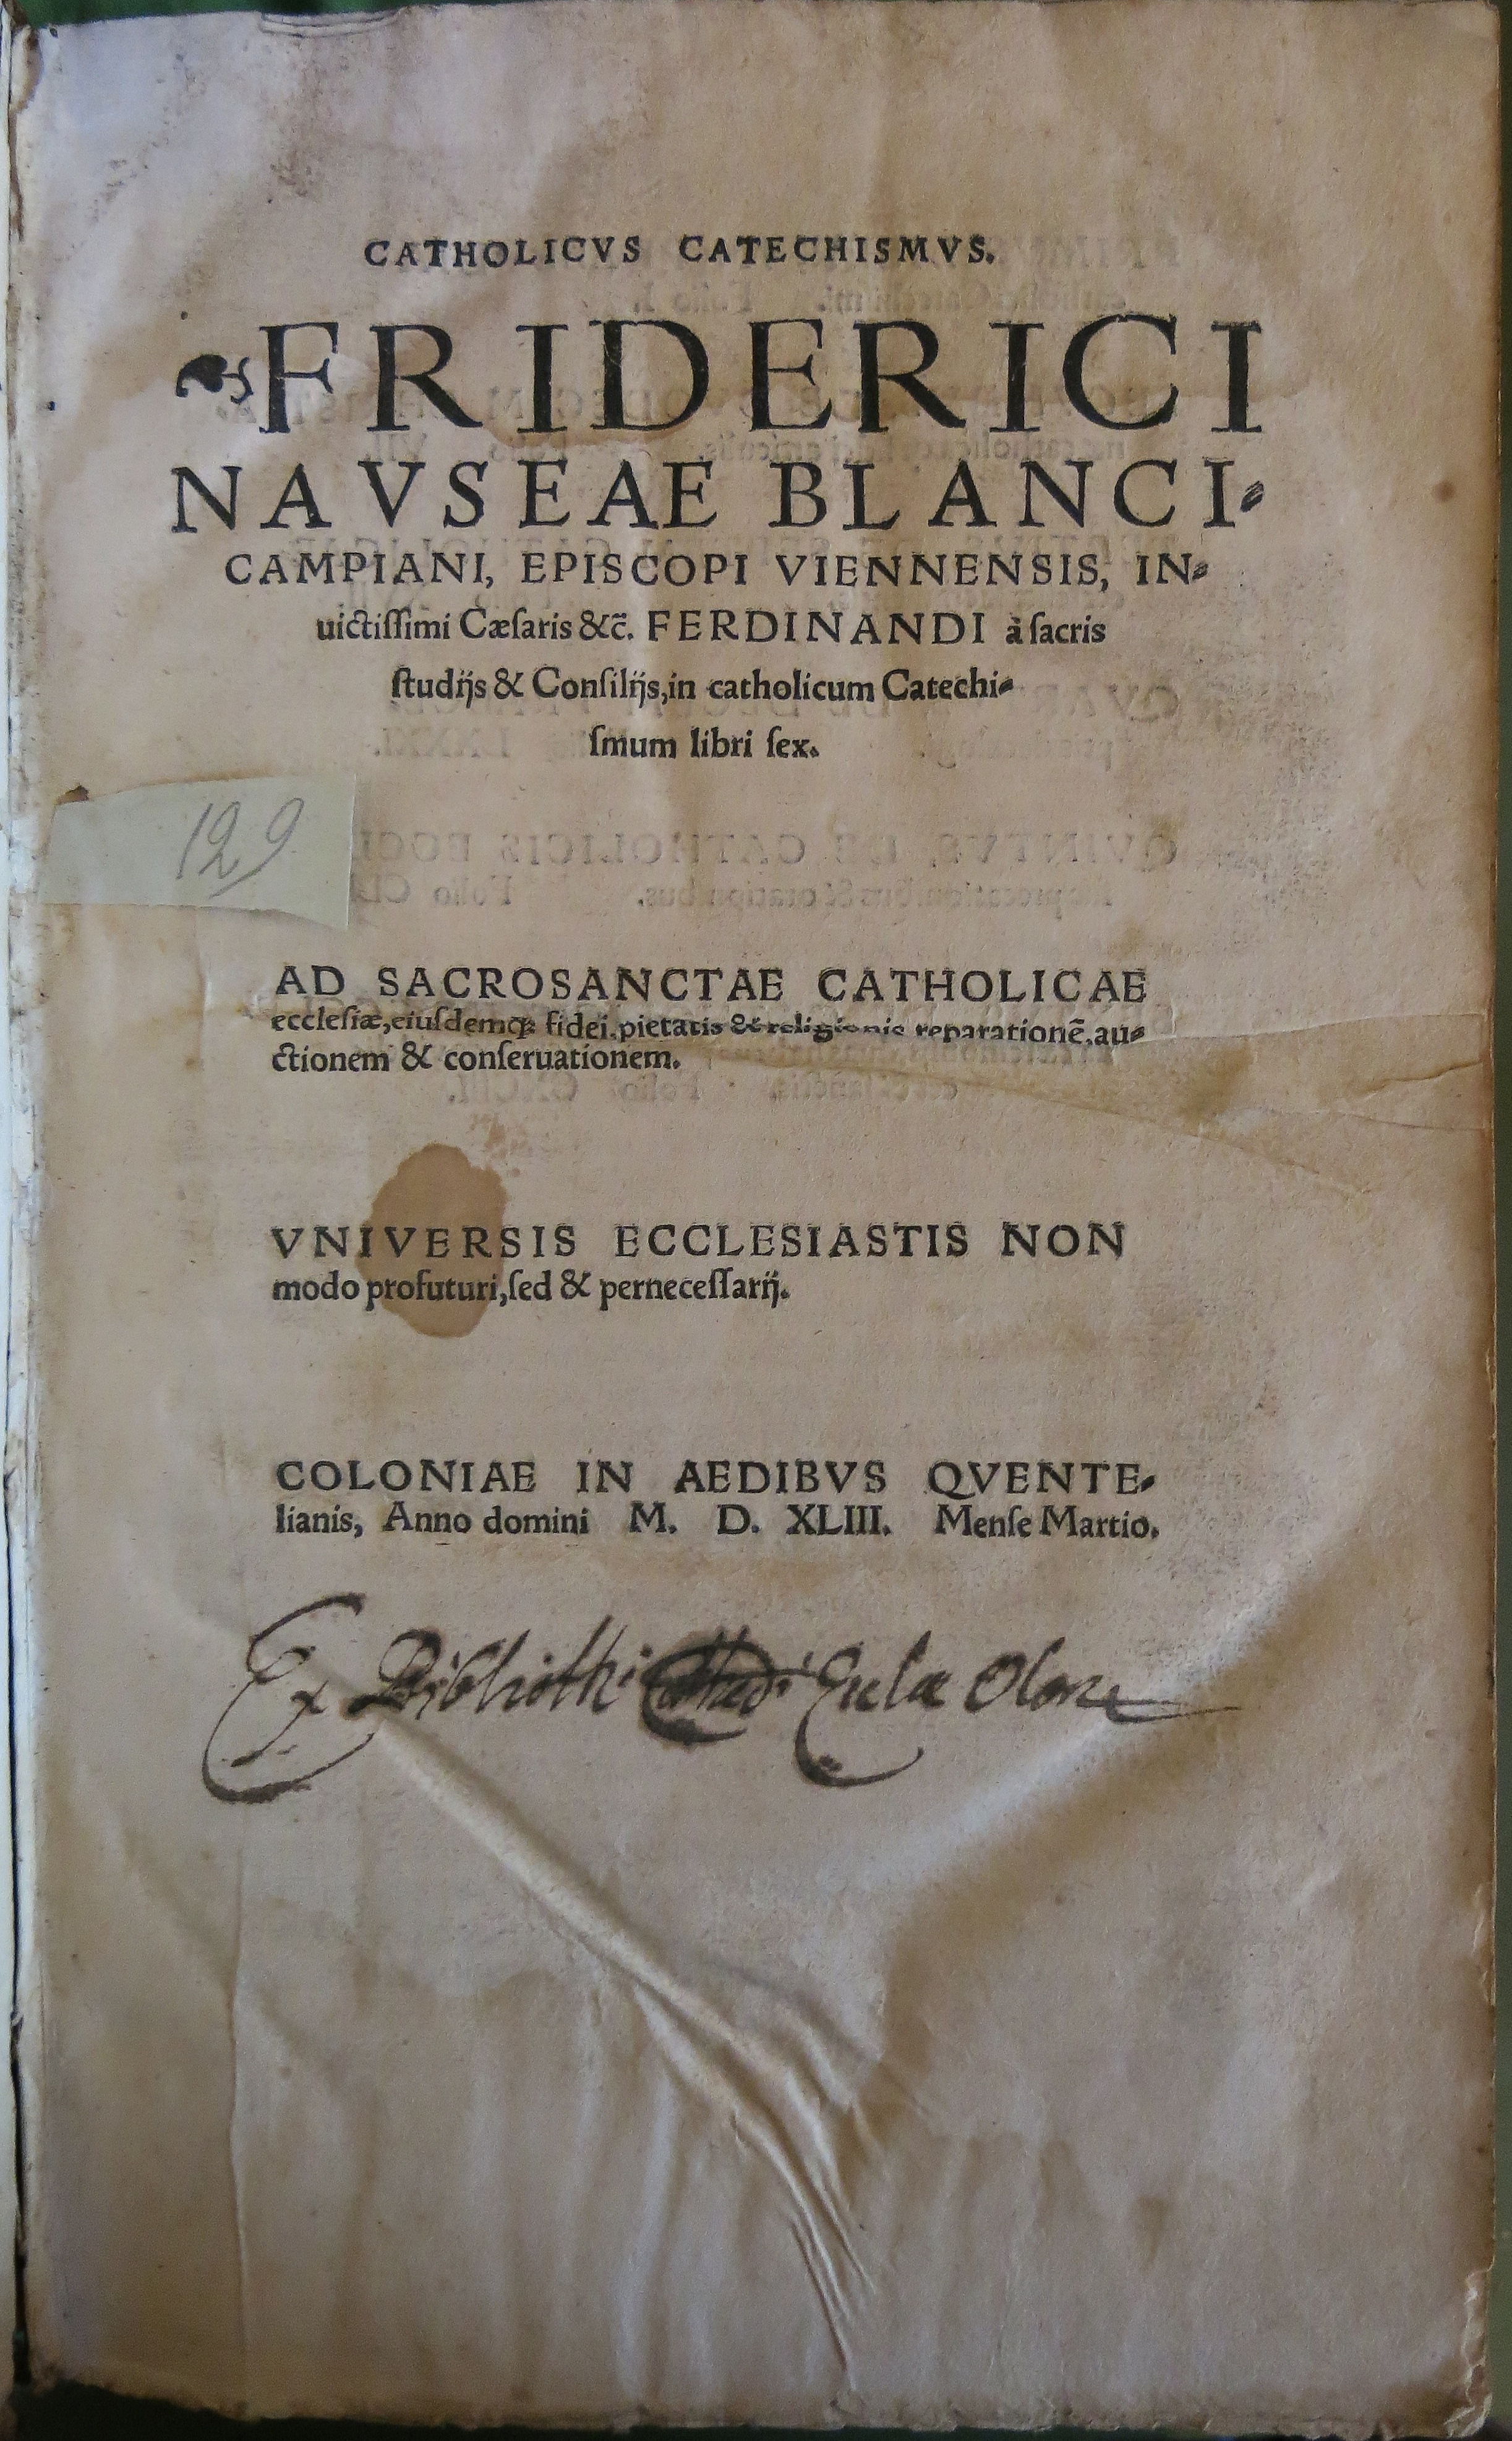 CATHOLICVS CATECHISMVS.
❧FRIDERICI
NAVSEAE BLANCI-
CAMPIANI, EPISCOPI VIENNENSIS, IN-
uictiſſimi Cæſaris &c̃. FERDINANDI à ſacris
ſtudijs & Conſilijs, in catholicum Catechi-
ſmum libri ſex.
129
AD SACROSANCTAE CATHOLICAE
eccleſiæ, eiuſdemq́ꝫ fidei, pietatis & religionis reparationẽ, au-
ctionem & conſeruationem.
VNIVERSIS ECCLESIASTIS NON
modo profuturi, ſed & perneceſſarij.
COLONIAE IN AEDIBVS QVENTE-
lianis, Anno domini M. D. XLIII. Menſe Martio.
Ex